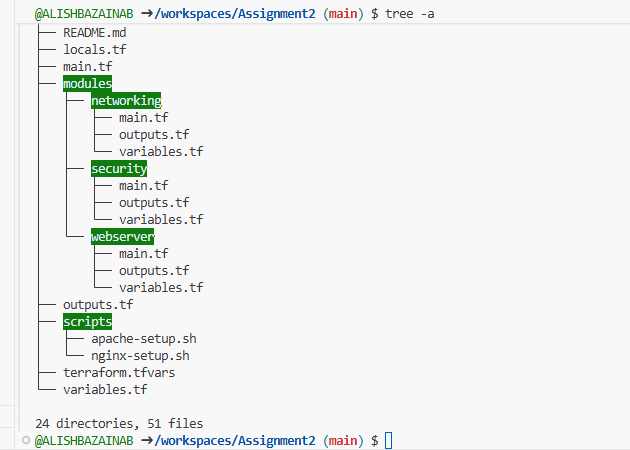 @ALISHBAZAINAB ➜/workspaces/Assignment2 (main) $ tree -a
├── README.md
├── locals.tf
├── main.tf
├── modules
│   ├── networking
│   │   ├── main.tf
│   │   ├── outputs.tf
│   │   └── variables.tf
│   ├── security
│   │   ├── main.tf
│   │   ├── outputs.tf
│   │   └── variables.tf
│   └── webserver
│       ├── main.tf
│       ├── outputs.tf
│       └── variables.tf
├── outputs.tf
├── scripts
│   ├── apache-setup.sh
│   └── nginx-setup.sh
├── terraform.tfvars
└── variables.tf
24 directories, 51 files
@ALISHBAZAINAB ➜/workspaces/Assignment2 (main) $